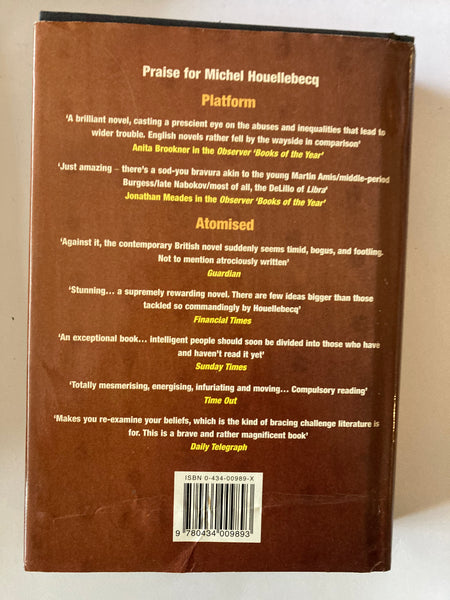 Praise for Michel Houellebecq
Platform
‘A brilliant novel, casting a prescient eye on the abuses and inequalities that lead to
wider trouble. English novels rather fell by the wayside in comparison’
Anita Brookner in the Observer ‘Books of the Year’
‘Just amazing – there’s a sod-you bravura akin to the young Martin Amis/middle-period
Burgess/late Nabokov/most of all, the DeLillo of Libra’
Jonathan Meades in the Observer ‘Books of the Year’
Atomised
‘Against it, the contemporary British novel suddenly seems timid, bogus, and footling.
Not to mention atrociously written’
Guardian
‘Stunning... a supremely rewarding novel. There are few ideas bigger than those
tackled so commandingly by Houellebecq’
Financial Times
‘An exceptional book... intelligent people should soon be divided into those who have
and haven’t read it yet’
Sunday Times
‘Totally mesmerising, energising, infuriating and moving... Compulsory reading’
Time Out
‘Makes you re-examine your beliefs, which is the kind of bracing challenge literature is
for. This is a brave and rather magnificent book’
Daily Telegraph
ISBN 0-434-00989-X
9 780434 009893